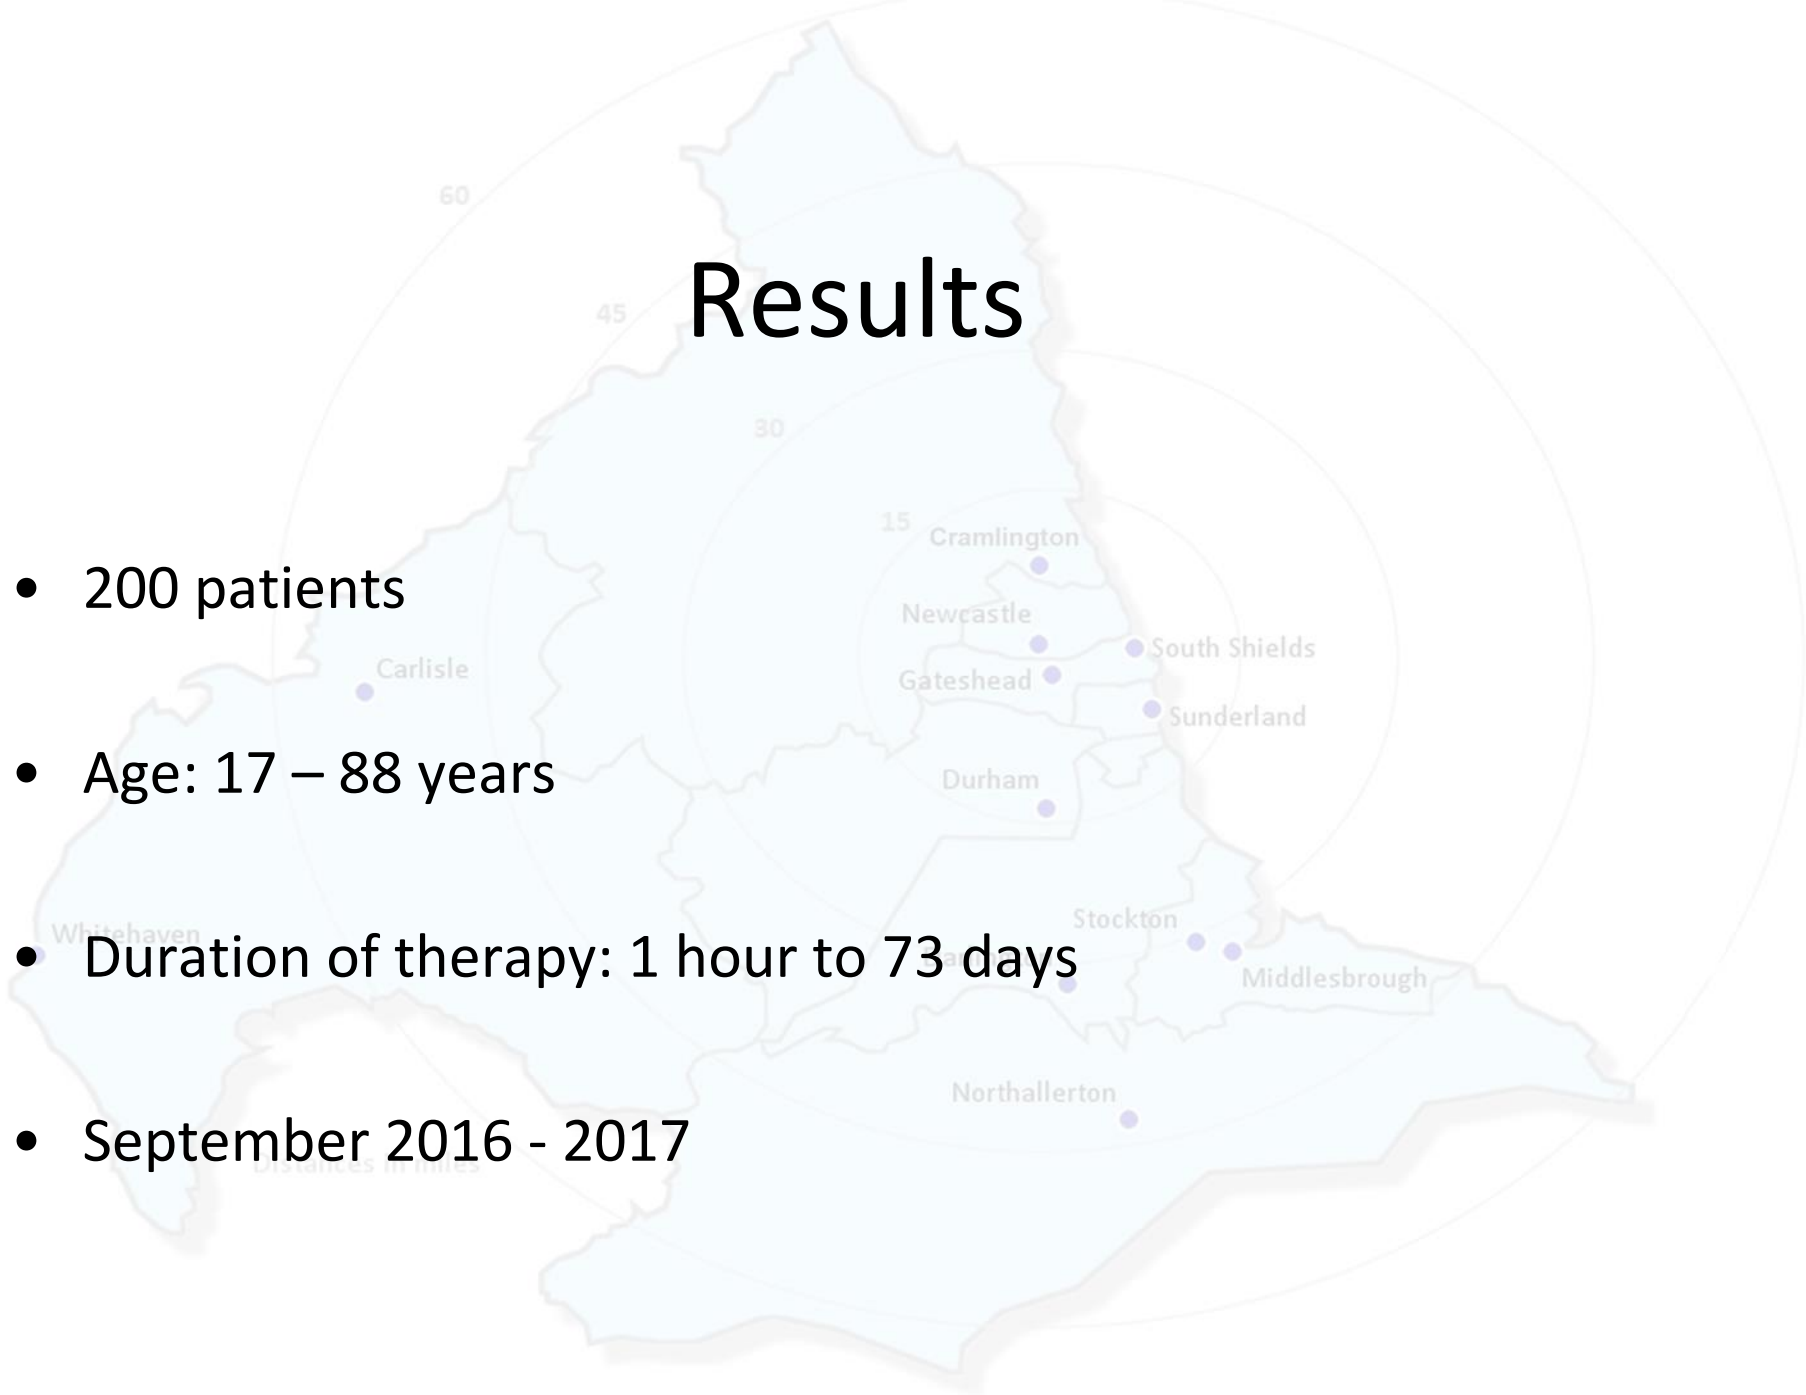 60
Results
45
30
15
Cramlington
• 200 patients
Newcastle
South Shields
Carlisle
Gateshead
Sunderland
• Age: 17 – 88 years
Durham
Stockton
Whitehaven
• Duration of therapy: 1 hour to 73 days
Middlesbrough
Northallerton
• September 2016 - 2017
Distances in miles